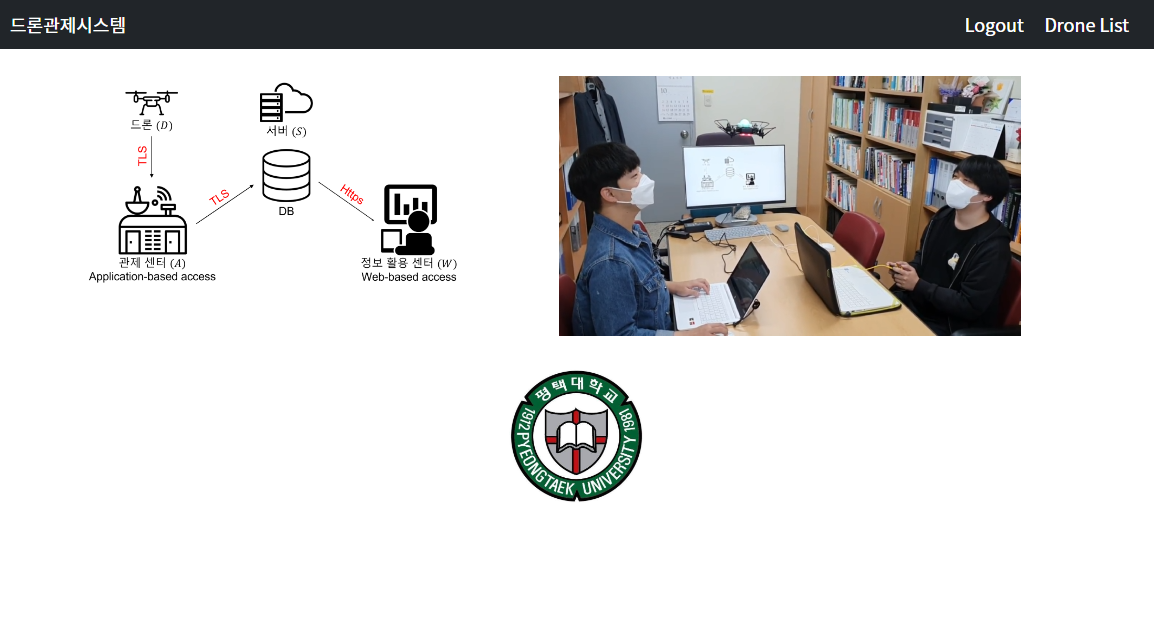 드론관제시스템
Logout Drone List
드론 (D)
TLS
관제 센터 (A)
Application-based access
TLS
서버 (S)
DB
Https
정보 활용 센터 (W)
Web-based access
평택대학교
1972 PYEONGTAEK UNIVERSITY 1981